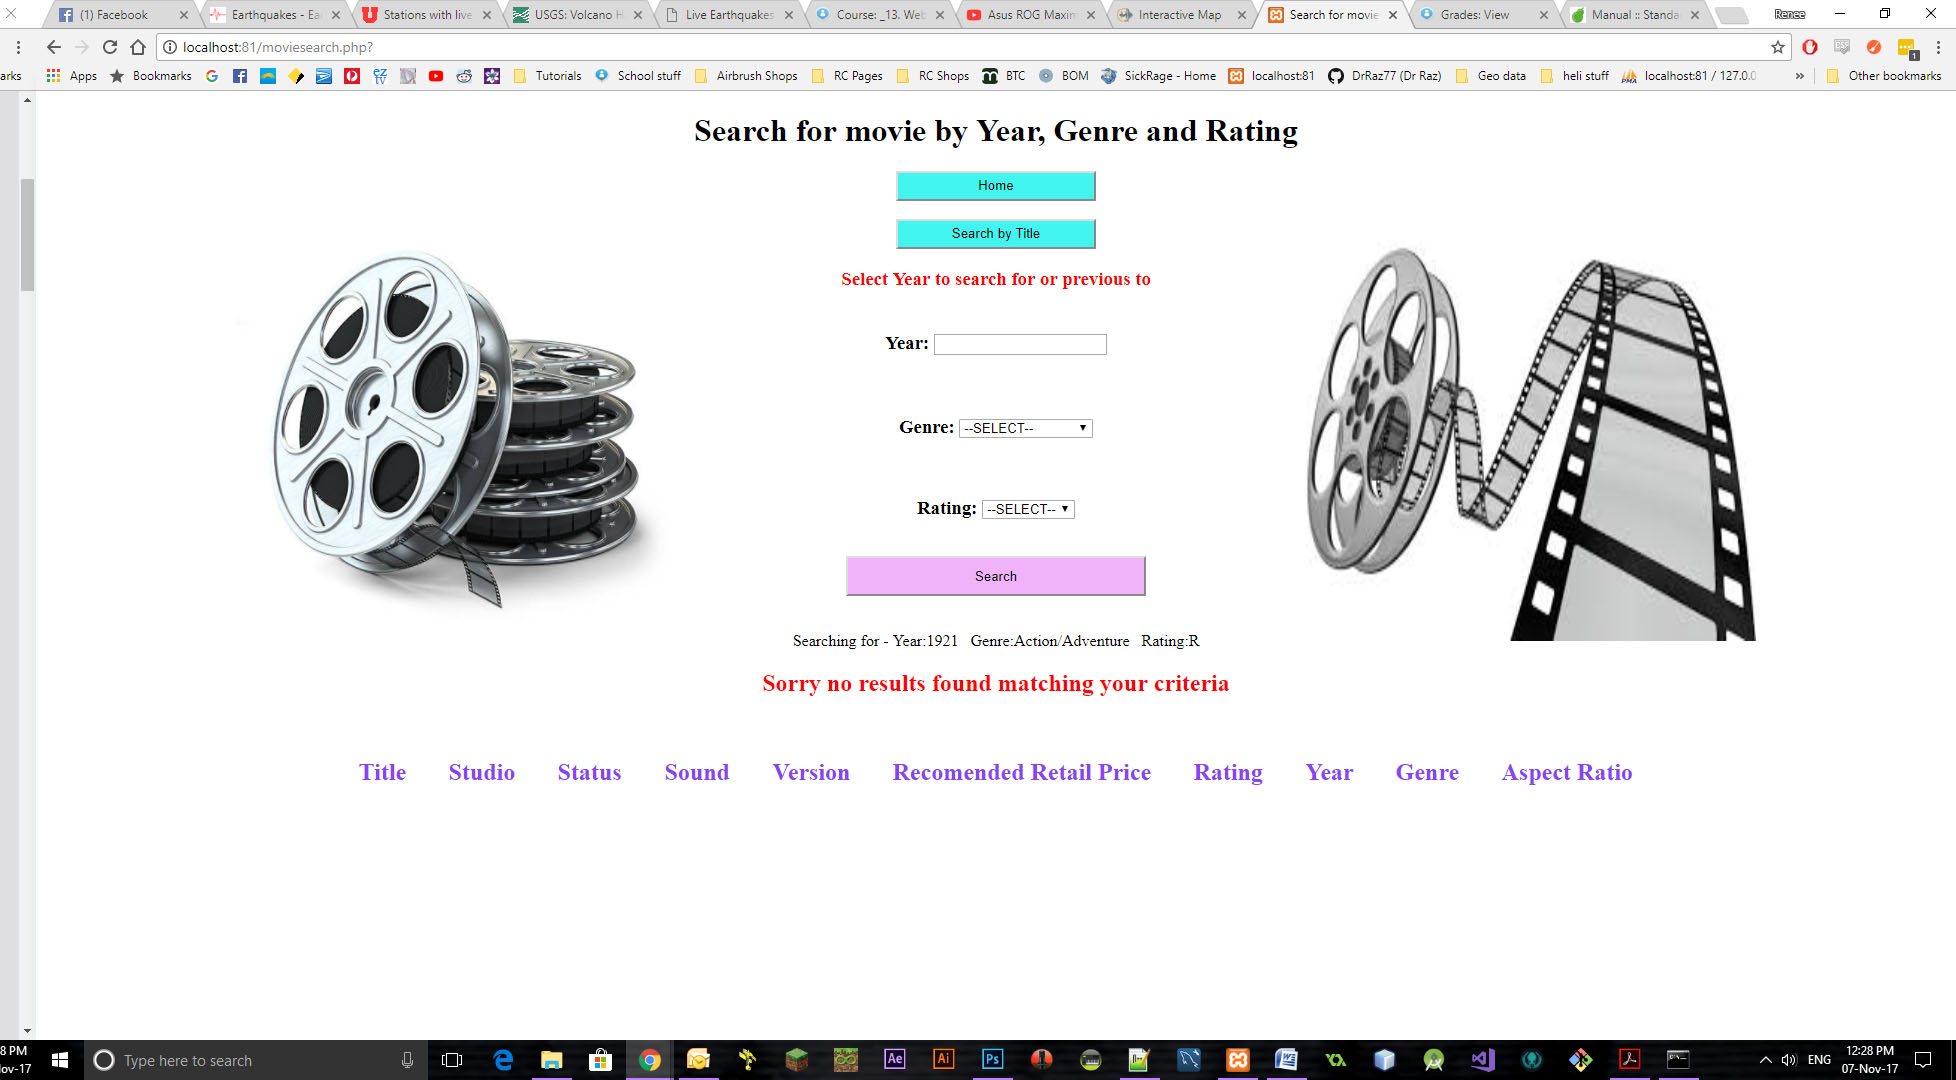 (1) Facebook
Earthquakes - Ea
Stations with live
USGS: Volcano H
Live Earthquakes
Course: _13. Web
Asus ROG Maxim
Interactive Map
Search for movie
Grades: View
Manual :: Standa
Renee
localhost:81/moviesearch.php?
arks Apps Bookmarks Tutorials School stuff Airbrush Shops RC Pages RC Shops BTC BOM SickRage - Home localhost:81 DrRaz77 (Dr Raz) Geo data heli stuff localhost:81 / 127.0.0 » Other bookmarks
Search for movie by Year, Genre and Rating
Home
Search by Title
Select Year to search for or previous to
Year:
Genre: --SELECT--
Rating: --SELECT--
Search
Searching for - Year:1921 Genre:Action/Adventure Rating:R
Sorry no results found matching your criteria
Title Studio Status Sound Version Recomended Retail Price Rating Year Genre Aspect Ratio
8 PM
ov-17
Type here to search
ENG
12:28 PM
07-Nov-17